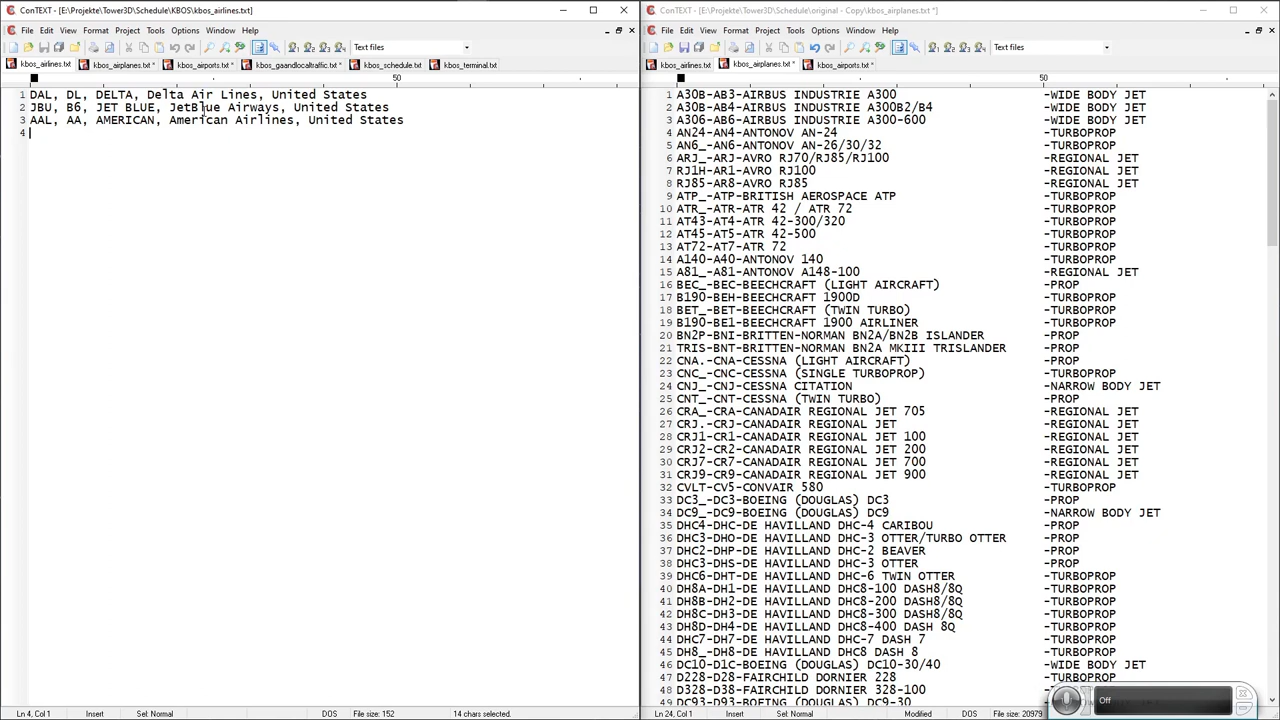 ConTEXT - [E:\Projekte\Tower3D\Schedule\KBOS\kbos_airlines.txt]
File Edit View Format Project Tools Options Window Help
Text files
kbos_airlines.txt kbos_airplanes.txt * kbos_airports.txt * kbos_gaandlocaltraffic.txt * kbos_schedule.txt kbos_terminal.txt
50
1 DAL, DL, DELTA, Delta Air Lines, United States
2 JBU, B6, JET BLUE, JetBlue Airways, United States
3 AAL, AA, AMERICAN, American Airlines, United States
4
Ln 4, Col 1 Insert Sel: Normal DOS File size: 152 14 chars selected.
ConTEXT - [E:\Projekte\Tower3D\Schedule\original - Copy\kbos_airplanes.txt *]
File Edit View Format Project Tools Options Window Help
Text files
kbos_airlines.txt kbos_airplanes.txt * kbos_airports.txt *
50
1 A30B-AB3-AIRBUS INDUSTRIE A300 -WIDE BODY JET
2 A30B-AB4-AIRBUS INDUSTRIE A300B2/B4 -WIDE BODY JET
3 A306-AB6-AIRBUS INDUSTRIE A300-600 -WIDE BODY JET
4 AN24-AN4-ANTONOV AN-24 -TURBOPROP
5 AN6_-AN6-ANTONOV AN-26/30/32 -TURBOPROP
6 ARJ_-ARJ-AVRO RJ70/RJ85/RJ100 -REGIONAL JET
7 RJ1H-AR1-AVRO RJ100 -REGIONAL JET
8 RJ85-AR8-AVRO RJ85 -REGIONAL JET
9 ATP_-ATP-BRITISH AEROSPACE ATP -TURBOPROP
10 ATR_-ATR-ATR 42 / ATR 72 -TURBOPROP
11 AT43-AT4-ATR 42-300/320 -TURBOPROP
12 AT45-AT5-ATR 42-500 -TURBOPROP
13 AT72-AT7-ATR 72 -TURBOPROP
14 A140-A40-ANTONOV 140 -TURBOPROP
15 A81_-A81-ANTONOV A148-100 -REGIONAL JET
16 BEC_-BEC-BEECHCRAFT (LIGHT AIRCRAFT) -PROP
17 B190-BEH-BEECHCRAFT 1900D -TURBOPROP
18 BET_-BET-BEECHCRAFT (TWIN TURBO) -TURBOPROP
19 B190-BE1-BEECHCRAFT 1900 AIRLINER -TURBOPROP
20 BN2P-BNI-BRITTEN-NORMAN BN2A/BN2B ISLANDER -PROP
21 TRIS-BNT-BRITTEN-NORMAN BN2A MKIII TRISLANDER -PROP
22 CNA.-CNA-CESSNA (LIGHT AIRCRAFT) -PROP
23 CNC_-CNC-CESSNA (SINGLE TURBOPROP) -TURBOPROP
24 CNJ_-CNJ-CESSNA CITATION -NARROW BODY JET
25 CNT_-CNT-CESSNA (TWIN TURBO) -PROP
26 CRA_-CRA-CANADAIR REGIONAL JET 705 -REGIONAL JET
27 CRJ.-CRJ-CANADAIR REGIONAL JET -REGIONAL JET
28 CRJ1-CR1-CANADAIR REGIONAL JET 100 -REGIONAL JET
29 CRJ2-CR2-CANADAIR REGIONAL JET 200 -REGIONAL JET
30 CRJ7-CR7-CANADAIR REGIONAL JET 700 -REGIONAL JET
31 CRJ9-CR9-CANADAIR REGIONAL JET 900 -REGIONAL JET
32 CVLT-CV5-CONVAIR 580 -TURBOPROP
33 DC3_-DC3-BOEING (DOUGLAS) DC3 -PROP
34 DC9_-DC9-BOEING (DOUGLAS) DC9 -NARROW BODY JET
35 DHC4-DHC-DE HAVILLAND DHC-4 CARIBOU -PROP
36 DHC3-DHO-DE HAVILLAND DHC-3 OTTER/TURBO OTTER -PROP
37 DHC2-DHP-DE HAVILLAND DHC-2 BEAVER -PROP
38 DHC3-DHS-DE HAVILLAND DHC-3 OTTER -PROP
39 DHC6-DHT-DE HAVILLAND DHC-6 TWIN OTTER -TURBOPROP
40 DH8A-DH1-DE HAVILLAND DHC8-100 DASH8/8Q -TURBOPROP
41 DH8B-DH2-DE HAVILLAND DHC8-200 DASH8/8Q -TURBOPROP
42 DH8C-DH3-DE HAVILLAND DHC8-300 DASH8/8Q -TURBOPROP
43 DH8D-DH4-DE HAVILLAND DHC8-400 DASH 8Q -TURBOPROP
44 DHC7-DH7-DE HAVILLAND DHC-7 DASH 7 -TURBOPROP
45 DH8_-DH8-DE HAVILLAND DHC8 DASH 8 -TURBOPROP
46 DC10-D1C-BOEING (DOUGLAS) DC10-30/40 -WIDE BODY JET
47 D228-D28-FAIRCHILD DORNIER 228 -TURBOPROP
48 D328-D38-FAIRCHILD DORNIER 328-100
49 DC93-D93-BOEING (DOUGLAS) DC9-30
Off
Ln 24, Col 1 Insert Sel: Normal Modified DOS File size: 20979